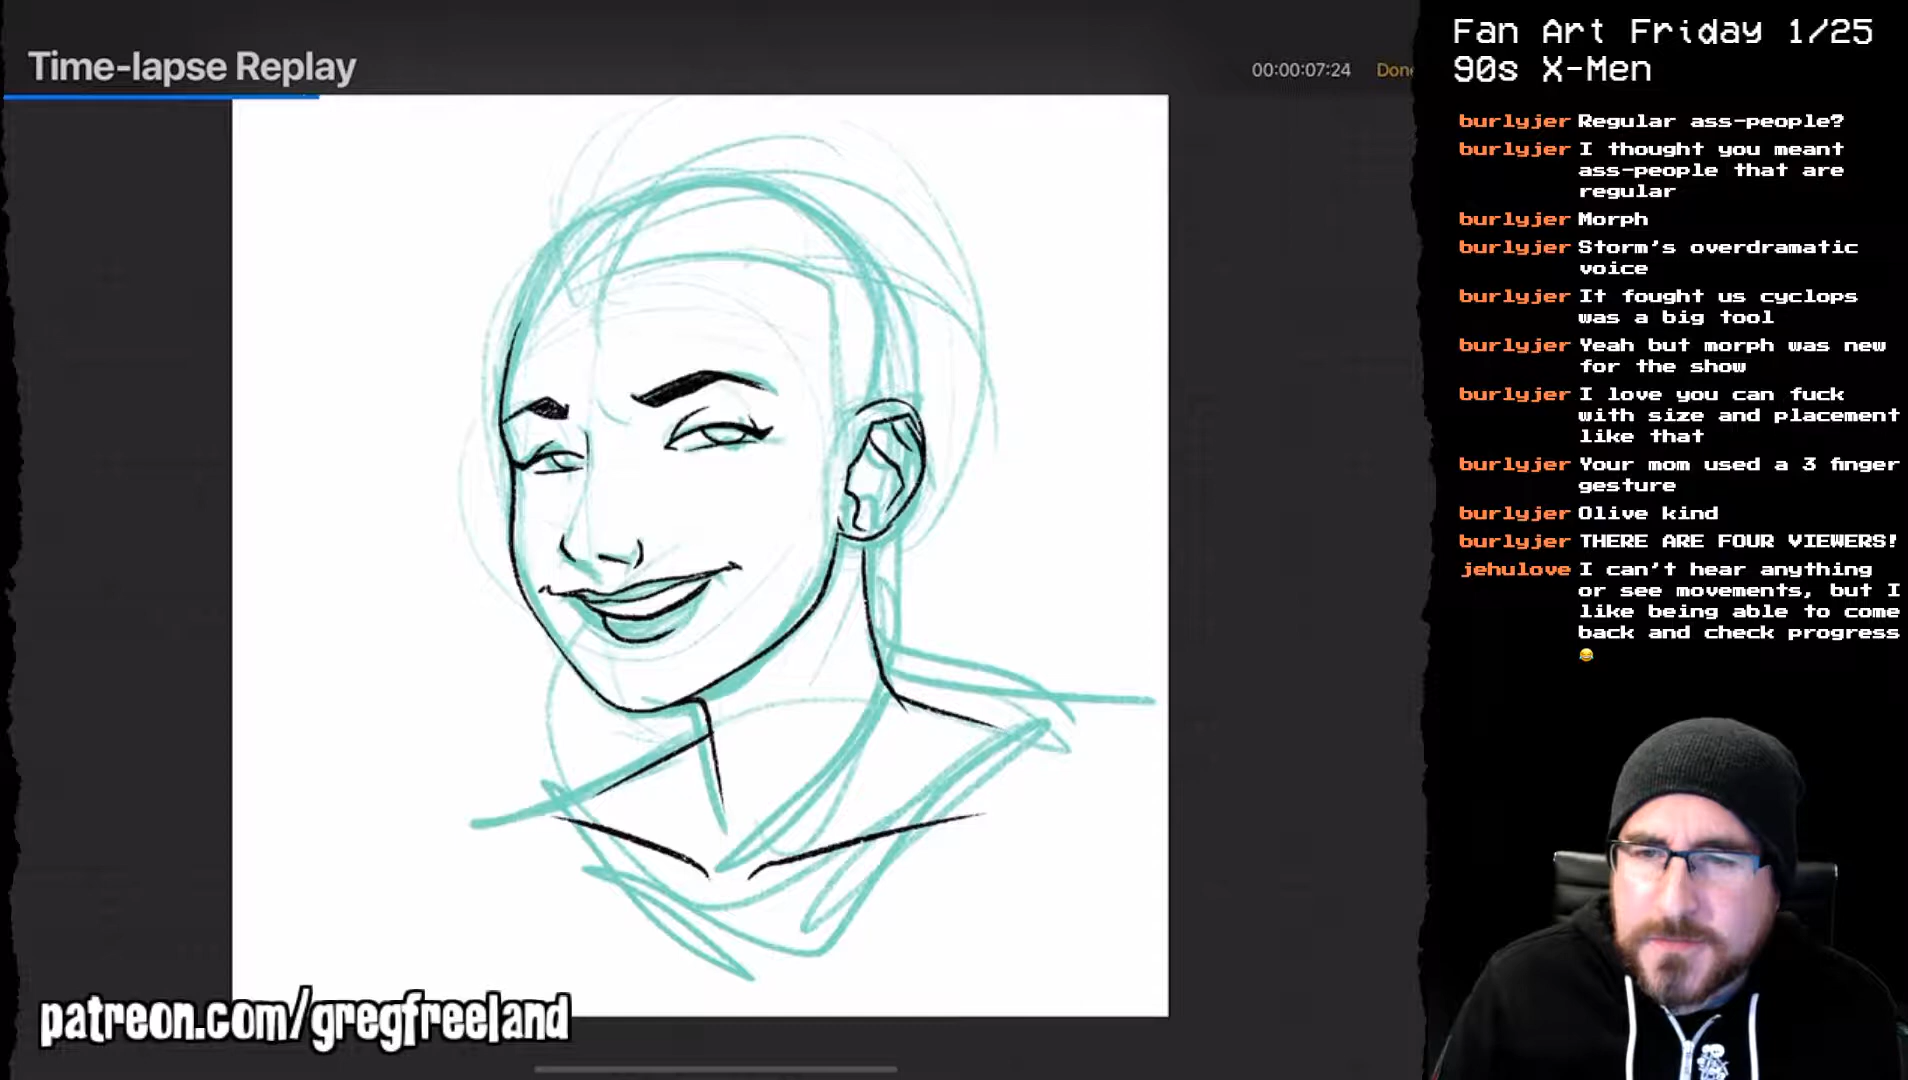 Time-lapse Replay
00:00:07:24 Done
Fan Art Friday 1/25
90s X-Men
burlyjer Regular ass-people?
burlyjer I thought you meant
ass-people that are
regular
burlyjer Morph
burlyjer Storm's overdramatic
voice
burlyjer It fought us cyclops
was a big tool
burlyjer Yeah but morph was new
for the show
burlyjer I love you can fuck
with size and placement
like that
burlyjer Your mom used a 3 finger
gesture
burlyjer Olive kind
burlyjer THERE ARE FOUR VIEWERS!
jehulove I can't hear anything
or see movements, but I
like being able to come
back and check progress
😂
patreon.com/gregfreeland